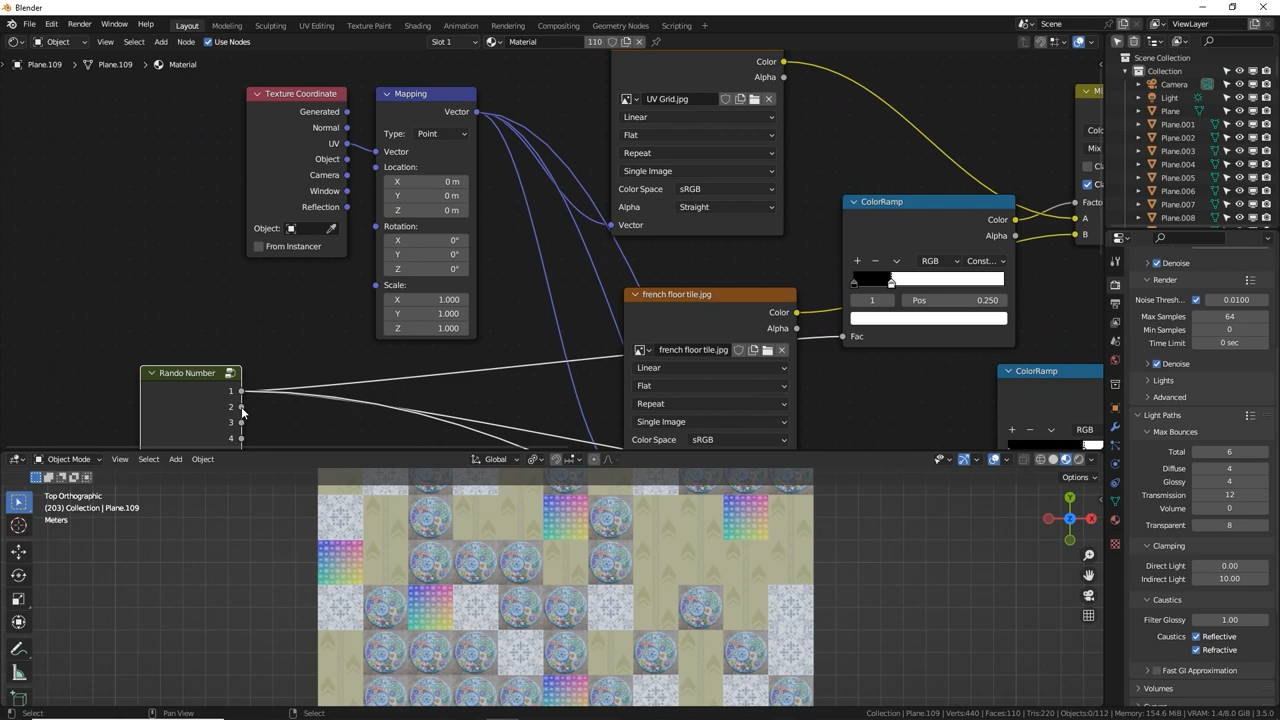 Blender
File Edit Render Window Help Layout Modeling Sculpting UV Editing Texture Paint Shading Animation Rendering Compositing Geometry Nodes Scripting + Scene ViewLayer
Object View Select Add Node Use Nodes Slot 1 Material 110
Plane.109 > Plane.109 > Material
Texture Coordinate
Generated
Normal
UV
Object
Camera
Window
Reflection
Object:
From Instancer
Mapping
Vector
Type: Point
Vector
Location:
X 0 m
Y 0 m
Z 0 m
Rotation:
X 0°
Y 0°
Z 0°
Scale:
X 1.000
Y 1.000
Z 1.000
Rando Number
1
2
3
4
Color
Alpha
UV Grid.jpg
Linear
Flat
Repeat
Single Image
Color Space sRGB
Alpha Straight
Vector
french floor tile.jpg
Color
Alpha
french floor tile.jpg
Linear
Flat
Repeat
Single Image
Color Space sRGB
ColorRamp
Color
Alpha
RGB Const...
1 Pos 0.250
Fac
ColorRamp
RGB
Mi
Colo
Mix
Cla
Cla
Facto
A
B
Scene Collection
Collection
Camera
Light
Plane
Plane.001
Plane.002
Plane.003
Plane.004
Plane.005
Plane.006
Plane.007
Plane.008
Denoise
Render
Noise Thresh... 0.0100
Max Samples 64
Min Samples 0
Time Limit 0 sec
Denoise
Lights
Advanced
Light Paths
Max Bounces
Total 6
Diffuse 4
Glossy 4
Transmission 12
Volume 0
Transparent 8
Clamping
Direct Light 0.00
Indirect Light 10.00
Caustics
Filter Glossy 1.00
Caustics Reflective
Refractive
Fast GI Approximation
Volumes
Object Mode View Select Add Object Global
Options
Top Orthographic
(203) Collection | Plane.109
Meters
Y
X
Z
Select Pan View Select Collection | Plane.109 | Verts:440 | Faces:110 | Tris:220 | Objects:0/112 | Memory: 154.6 MiB | VRAM: 1.4/8.0 GiB | 3.5.0